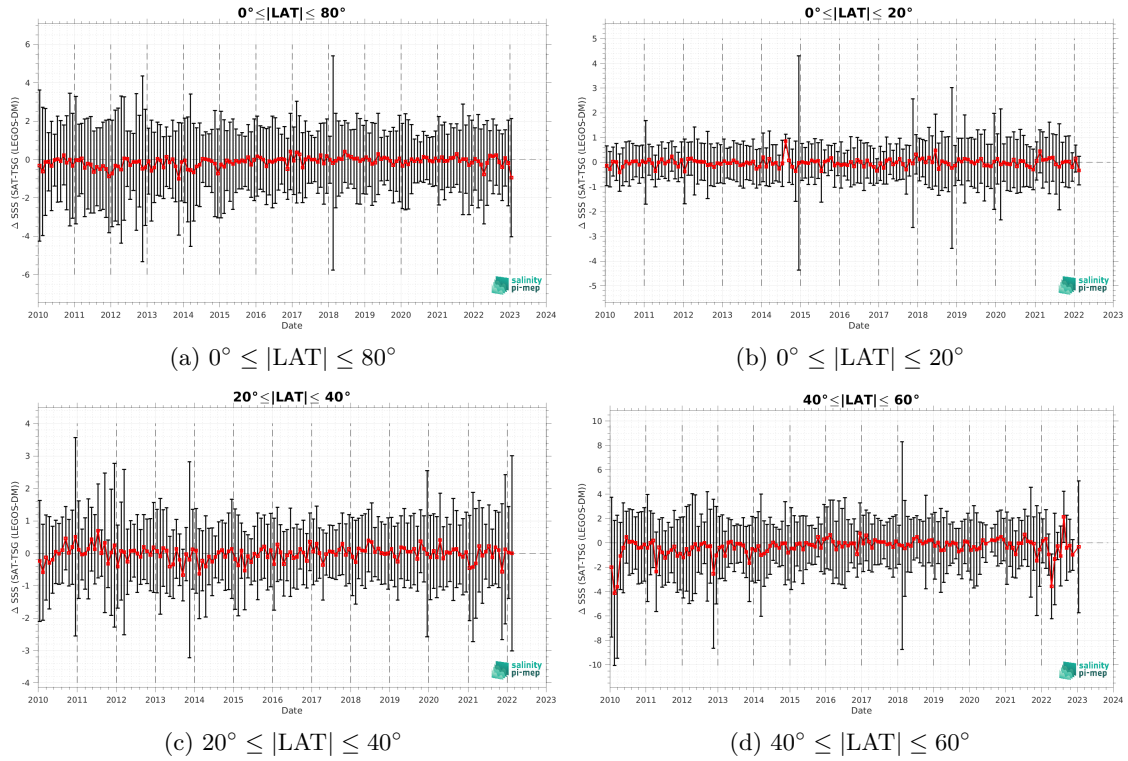 0°≤|LAT|≤ 80°
Δ SSS (SAT-TSG (LEGOS-DM))
6
4
2
0
-2
-4
-6
salinity
pi-mep
2010 2011 2012 2013 2014 2015 2016 2017 2018 2019 2020 2021 2022 2023 2024
Date
(a) 0° ≤ |LAT| ≤ 80°
0°≤|LAT|≤ 20°
Δ SSS (SAT-TSG (LEGOS-DM))
5
4
3
2
1
0
-1
-2
-3
-4
-5
salinity
pi-mep
2010 2011 2012 2013 2014 2015 2016 2017 2018 2019 2020 2021 2022 2023
Date
(b) 0° ≤ |LAT| ≤ 20°
20°≤|LAT|≤ 40°
Δ SSS (SAT-TSG (LEGOS-DM))
4
3
2
1
0
-1
-2
-3
-4
salinity
pi-mep
2010 2011 2012 2013 2014 2015 2016 2017 2018 2019 2020 2021 2022 2023
Date
(c) 20° ≤ |LAT| ≤ 40°
40°≤|LAT|≤ 60°
Δ SSS (SAT-TSG (LEGOS-DM))
10
8
6
4
2
0
-2
-4
-6
-8
-10
salinity
pi-mep
2010 2011 2012 2013 2014 2015 2016 2017 2018 2019 2020 2021 2022 2023 2024
Date
(d) 40° ≤ |LAT| ≤ 60°